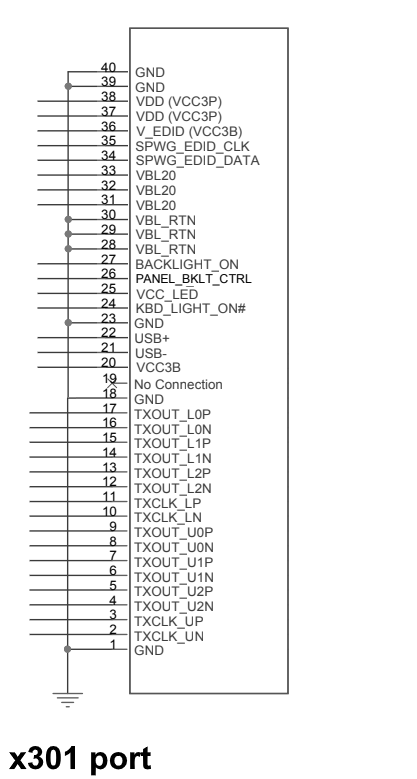 40 GND
39 GND
38 VDD (VCC3P)
37 VDD (VCC3P)
36 V_EDID (VCC3B)
35 SPWG_EDID_CLK
34 SPWG_EDID_DATA
33 VBL20
32 VBL20
31 VBL20
30 VBL_RTN
29 VBL_RTN
28 VBL_RTN
27 BACKLIGHT_ON
26 PANEL_BKLT_CTRL
25 VCC_LED
24 KBD_LIGHT_ON#
23 GND
22 USB+
21 USB-
20 VCC3B
19 No Connection
18 GND
17 TXOUT_L0P
16 TXOUT_L0N
15 TXOUT_L1P
14 TXOUT_L1N
13 TXOUT_L2P
12 TXOUT_L2N
11 TXCLK_LP
10 TXCLK_LN
9 TXOUT_U0P
8 TXOUT_U0N
7 TXOUT_U1P
6 TXOUT_U1N
5 TXOUT_U2P
4 TXOUT_U2N
3 TXCLK_UP
2 TXCLK_UN
1 GND
x301 port